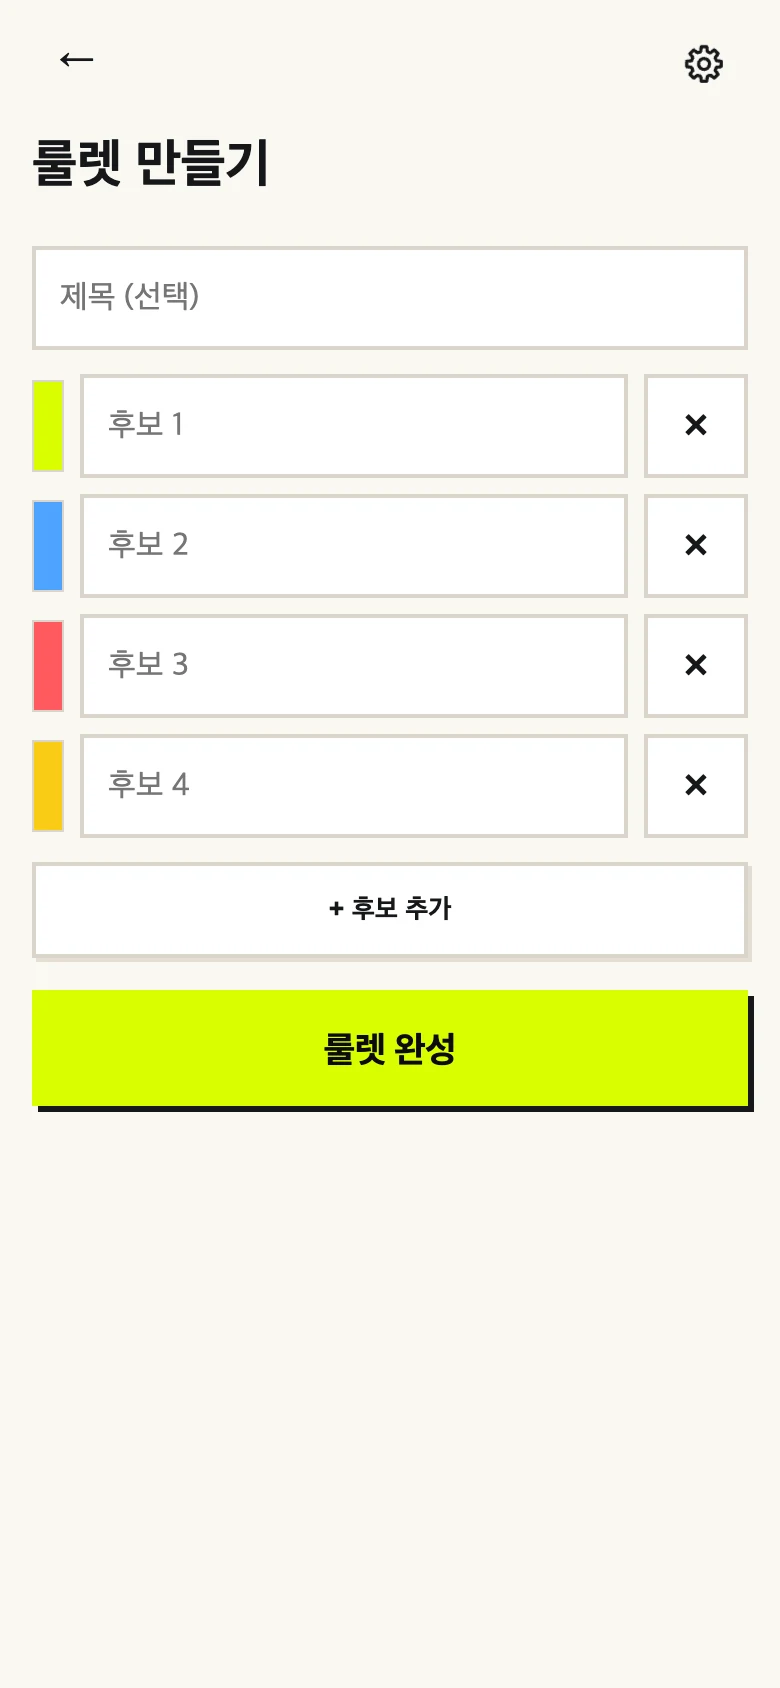 ←
룰렛 만들기
제목 (선택)
후보 1 ×
후보 2 ×
후보 3 ×
후보 4 ×
+ 후보 추가
룰렛 완성